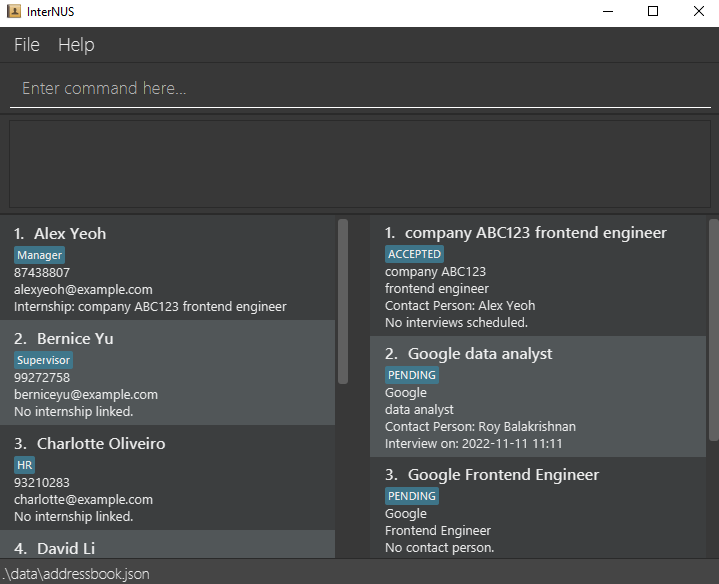 InterNUS
File Help
Enter command here...
1. Alex Yeoh
Manager
87438807
alexyeoh@example.com
Internship: company ABC123 frontend engineer
2. Bernice Yu
Supervisor
99272758
berniceyu@example.com
No internship linked.
3. Charlotte Oliveiro
HR
93210283
charlotte@example.com
No internship linked.
4. David Li
1. company ABC123 frontend engineer
ACCEPTED
company ABC123
frontend engineer
Contact Person: Alex Yeoh
No interviews scheduled.
2. Google data analyst
PENDING
Google
data analyst
Contact Person: Roy Balakrishnan
Interview on: 2022-11-11 11:11
3. Google Frontend Engineer
PENDING
Google
Frontend Engineer
No contact person.
.\data\addressbook.json